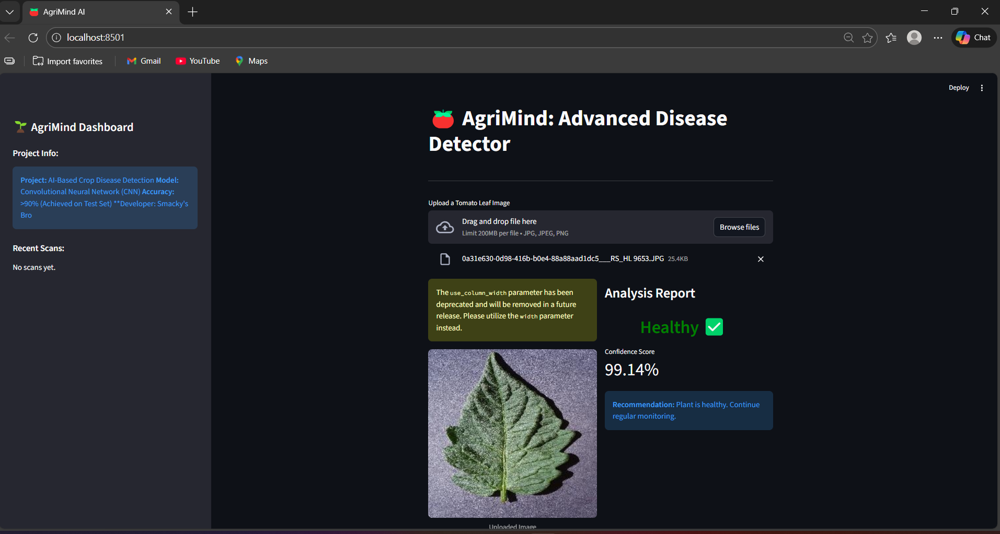 AgriMind AI
localhost:8501
Chat
Import favorites
Gmail
YouTube
Maps
Deploy
AgriMind Dashboard
Project Info:
Project: AI-Based Crop Disease Detection Model:
Convolutional Neural Network (CNN) Accuracy:
>90% (Achieved on Test Set) **Developer: Smacky's
Bro
Recent Scans:
No scans yet.
AgriMind: Advanced Disease
Detector
Upload a Tomato Leaf Image
Drag and drop file here
Limit 200MB per file • JPG, JPEG, PNG
Browse files
0a31e630-0d98-416b-b0e4-88a88aad1dc5___RS_HL 9653.JPG 25.4KB
The use_column_width parameter has been
deprecated and will be removed in a future
release. Please utilize the width parameter
instead.
Uploaded Image
Analysis Report
Healthy ✅
Confidence Score
99.14%
Recommendation: Plant is healthy. Continue
regular monitoring.